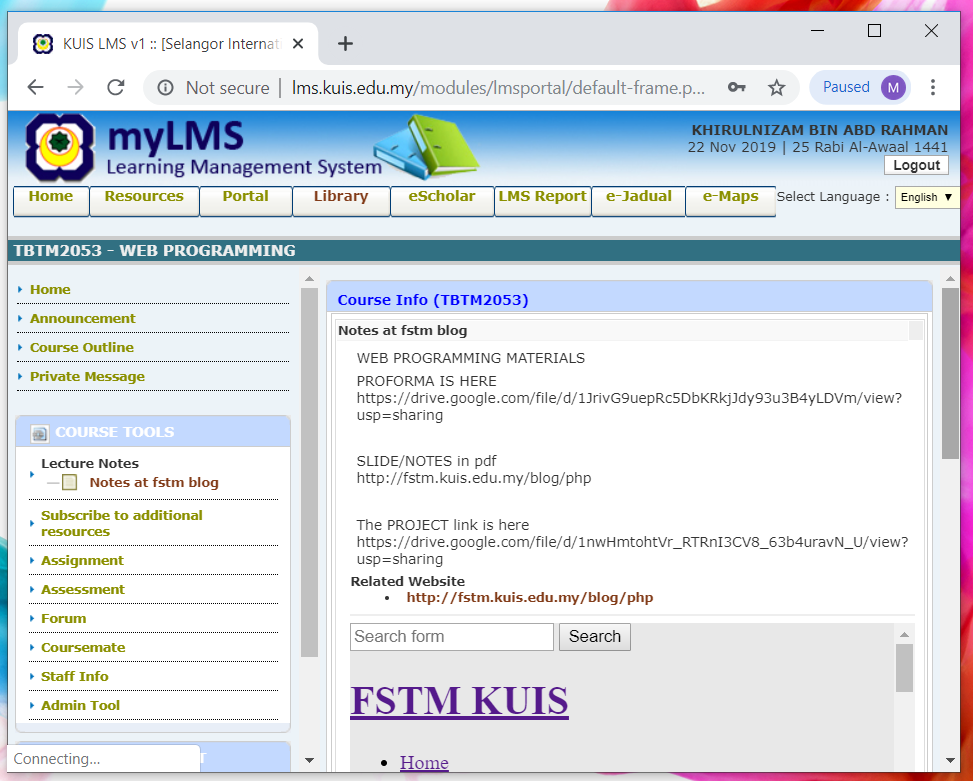 KUIS LMS v1 :: [Selangor Internati
Not secure | lms.kuis.edu.my/modules/lmsportal/default-frame.p...
Paused M
myLMS
Learning Management System
KHIRULNIZAM BIN ABD RAHMAN
22 Nov 2019 | 25 Rabi Al-Awaal 1441
Logout
Home Resources Portal Library eScholar LMS Report e-Jadual e-Maps Select Language : English
TBTM2053 - WEB PROGRAMMING
Home
Announcement
Course Outline
Private Message
COURSE TOOLS
Lecture Notes
Notes at fstm blog
Subscribe to additional
resources
Assignment
Assessment
Forum
Coursemate
Staff Info
Admin Tool
T
Connecting...
Course Info (TBTM2053)
Notes at fstm blog
WEB PROGRAMMING MATERIALS
PROFORMA IS HERE
https://drive.google.com/file/d/1JrivG9uepRc5DbKRkjJdy93u3B4yLDVm/view?
usp=sharing
SLIDE/NOTES in pdf
http://fstm.kuis.edu.my/blog/php
The PROJECT link is here
https://drive.google.com/file/d/1nwHmtohtVr_RTRnI3CV8_63b4uravN_U/view?
usp=sharing
Related Website
http://fstm.kuis.edu.my/blog/php
Search form Search
FSTM KUIS
Home